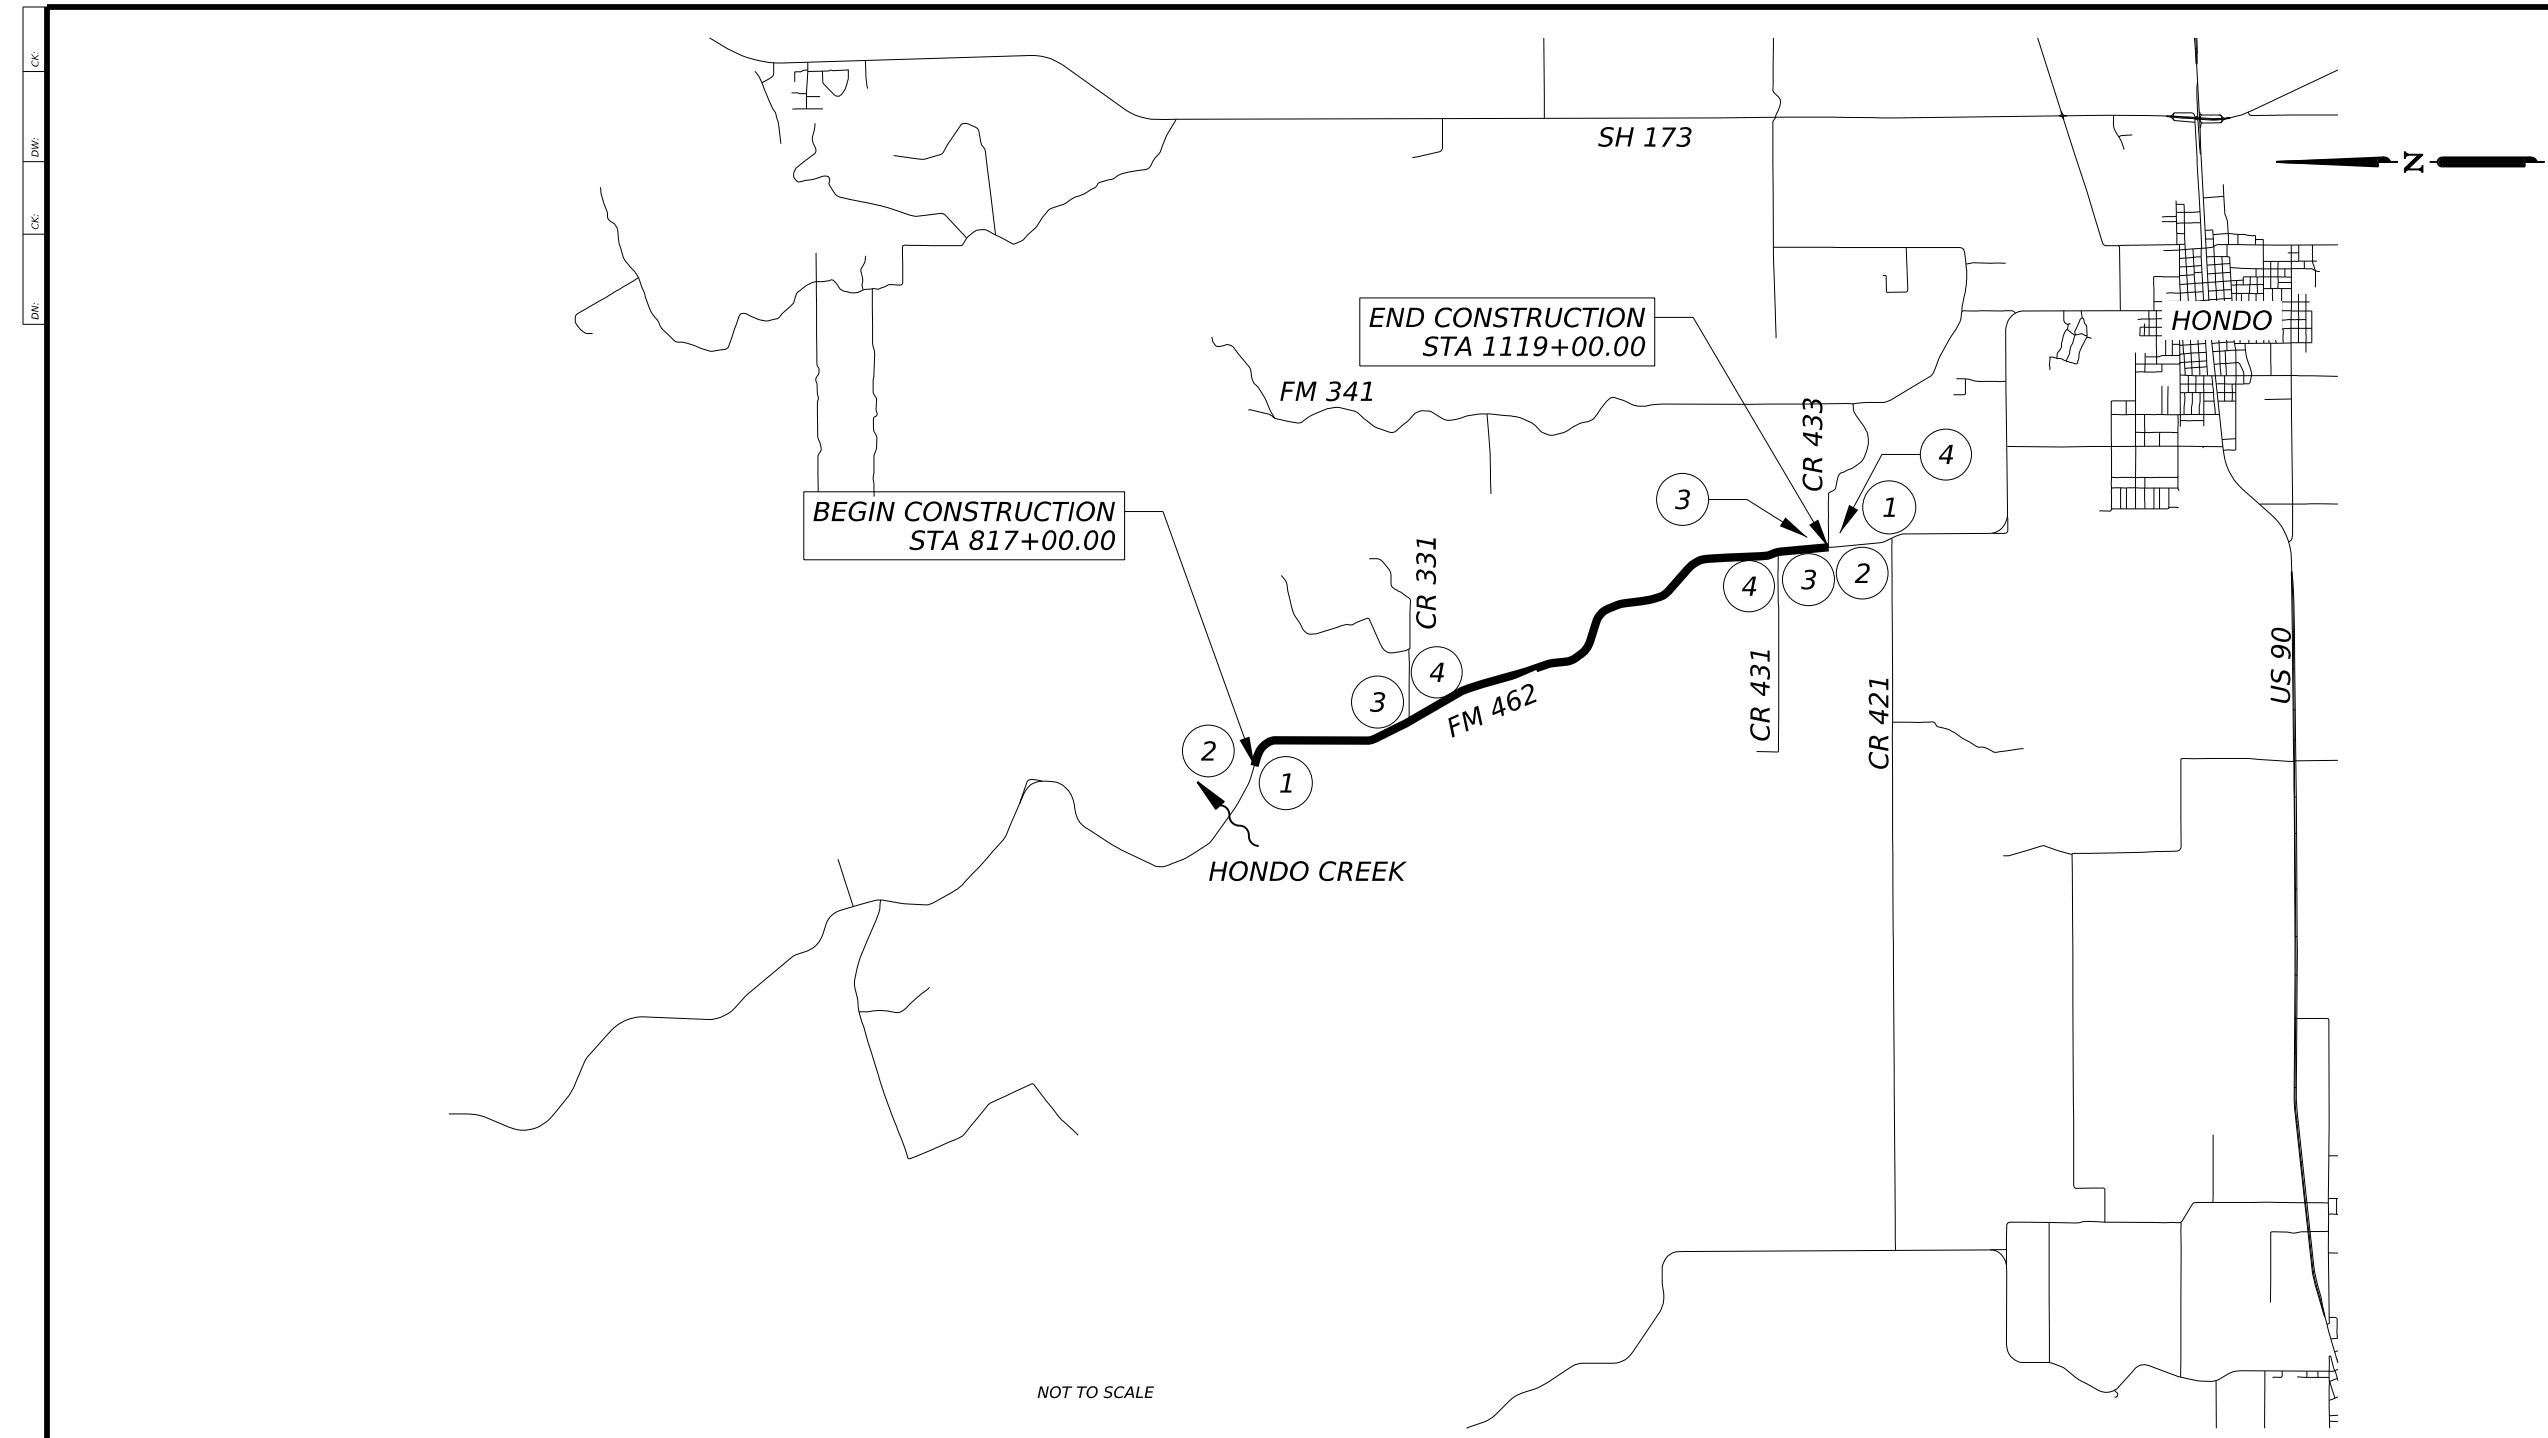 CK:
DW:
CK:
DN:
SH 173
N
END CONSTRUCTION
STA 1119+00.00
HONDO
FM 341
CR 433
4
3
1
BEGIN CONSTRUCTION
STA 817+00.00
CR 331
4
3
2
4
3
FM 462
CR 431
CR 421
US 90
2
1
HONDO CREEK
NOT TO SCALE